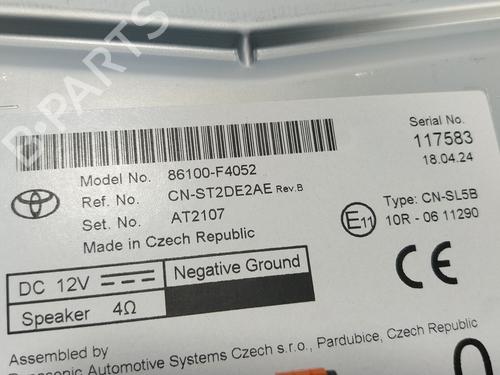 B-PARTS
Serial No.
117583
18.04.24
Model No. 86100-F4052
Ref. No. CN-ST2DE2AE Rev.B
Set. No. AT2107
Made in Czech Republic
E11
Type: CN-SL5B
10R - 06 11290
DC 12V
Negative Ground
Speaker 4Ω
CE
Assembled by
Automotive Systems Czech s.r.o., Pardubice, Czech Republic